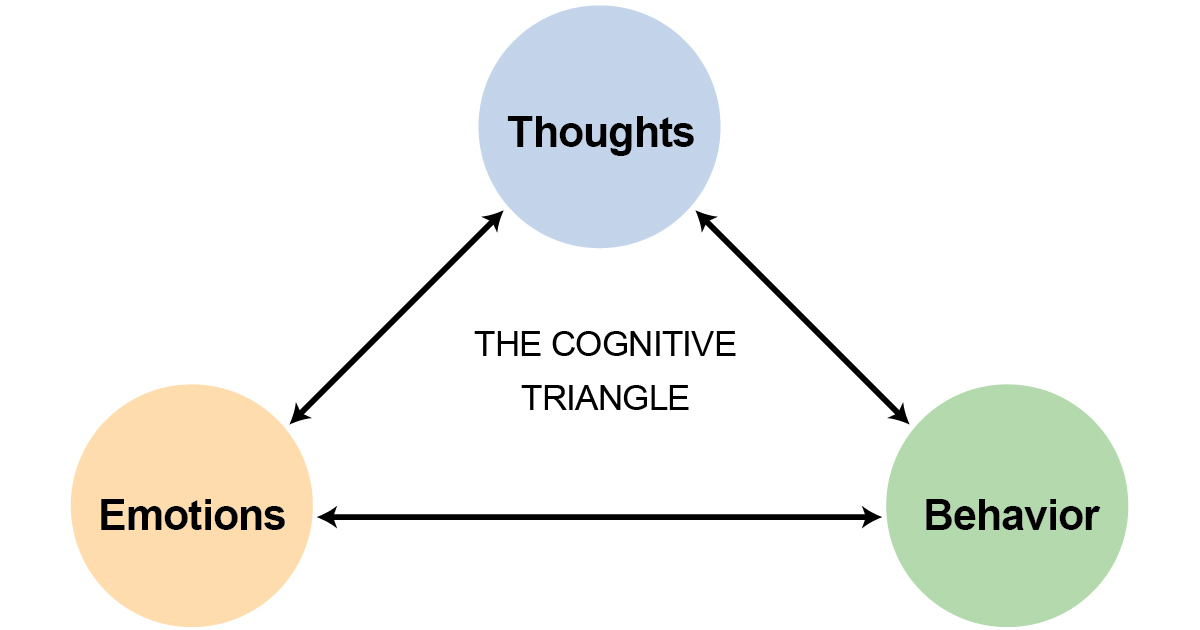 Thoughts
THE COGNITIVE
TRIANGLE
Emotions
Behavior